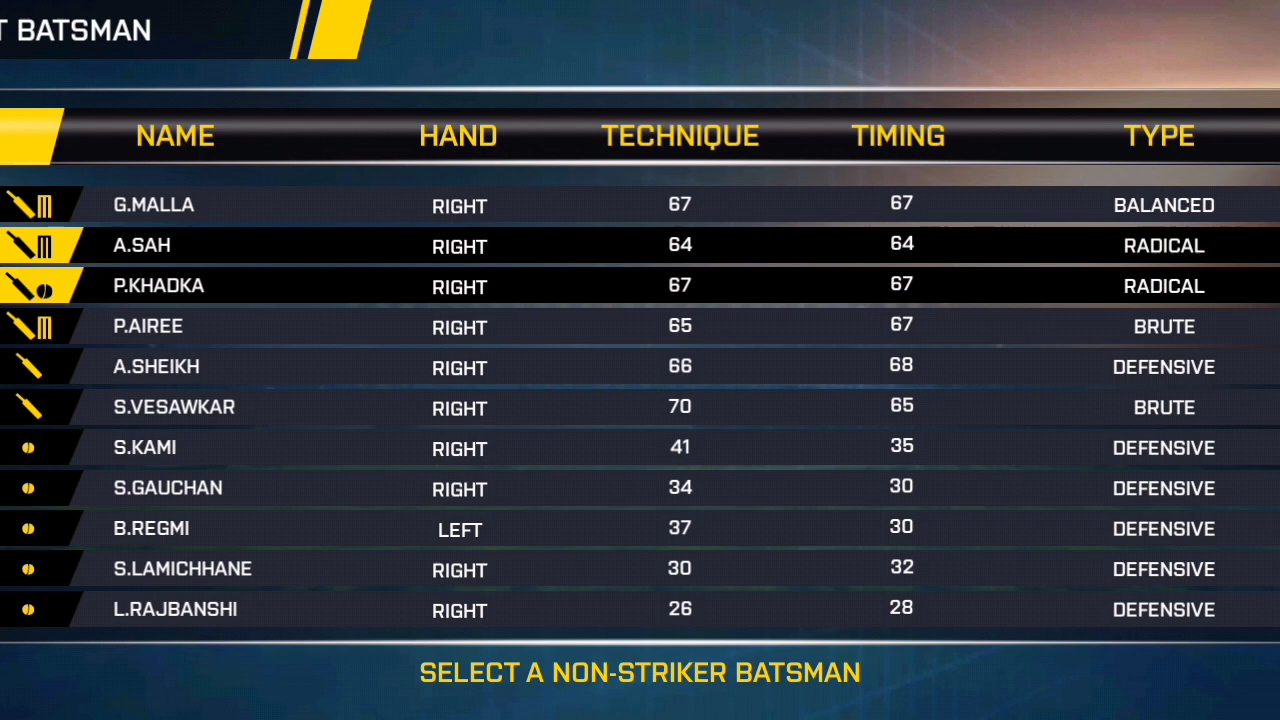 T BATSMAN
NAME HAND TECHNIQUE TIMING TYPE
G.MALLA RIGHT 67 67 BALANCED
A.SAH RIGHT 64 64 RADICAL
P.KHADKA RIGHT 67 67 RADICAL
P.AIREE RIGHT 65 67 BRUTE
A.SHEIKH RIGHT 66 68 DEFENSIVE
S.VESAWKAR RIGHT 70 65 BRUTE
S.KAMI RIGHT 41 35 DEFENSIVE
S.GAUCHAN RIGHT 34 30 DEFENSIVE
B.REGMI LEFT 37 30 DEFENSIVE
S.LAMICHHANE RIGHT 30 32 DEFENSIVE
L.RAJBANSHI RIGHT 26 28 DEFENSIVE
SELECT A NON-STRIKER BATSMAN